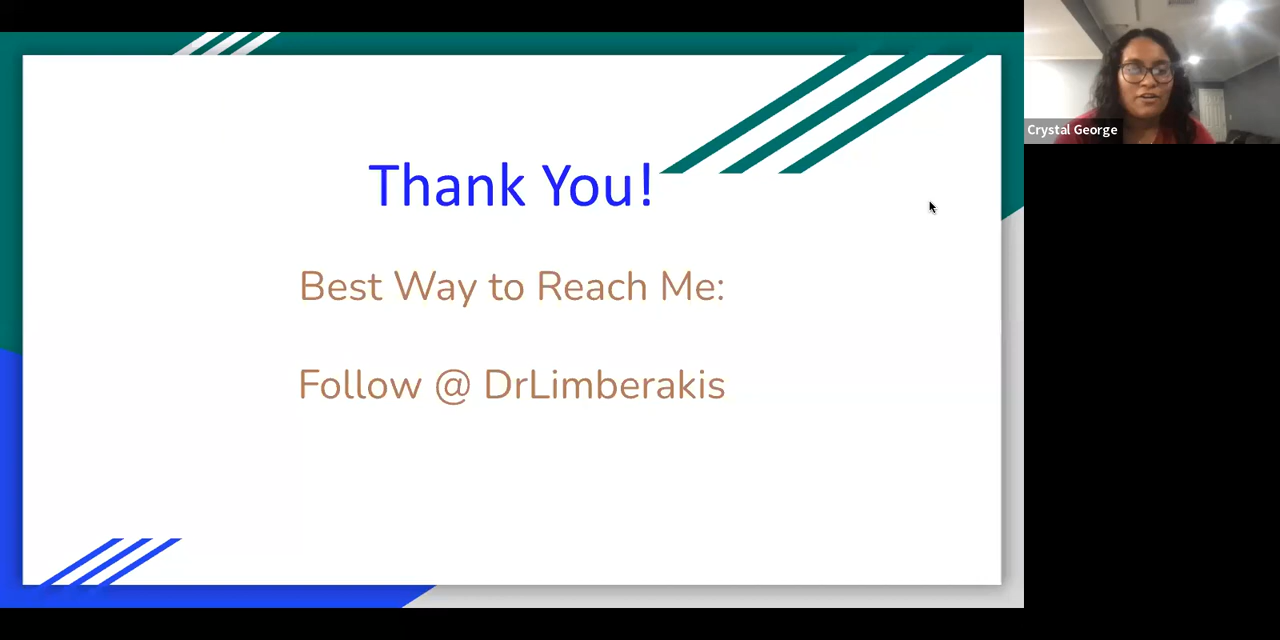 Thank You!
Best Way to Reach Me:
Follow @ DrLimberakis
Crystal George